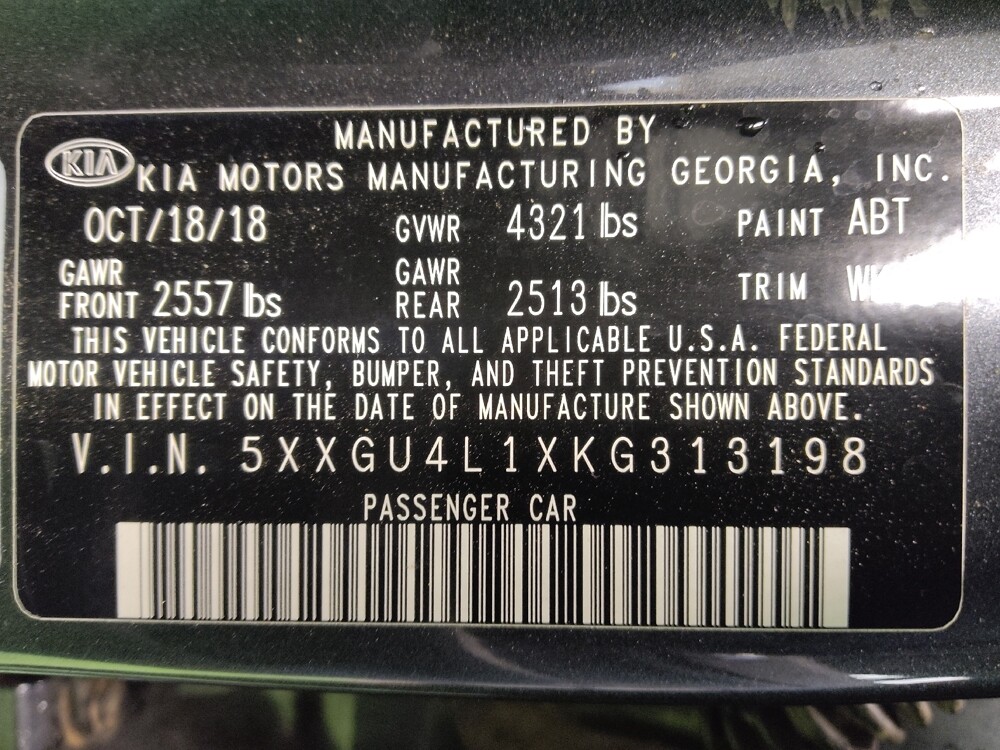 MANUFACTURED BY
KIA KIA MOTORS MANUFACTURING GEORGIA, INC.
OCT/18/18 GVWR 4321 lbs PAINT ABT
GAWR FRONT 2557 lbs GAWR REAR 2513 lbs TRIM
THIS VEHICLE CONFORMS TO ALL APPLICABLE U.S.A. FEDERAL
MOTOR VEHICLE SAFETY, BUMPER, AND THEFT PREVENTION STANDARDS
IN EFFECT ON THE DATE OF MANUFACTURE SHOWN ABOVE.
V.I.N. 5XXGU4L1XKG313198
PASSENGER CAR